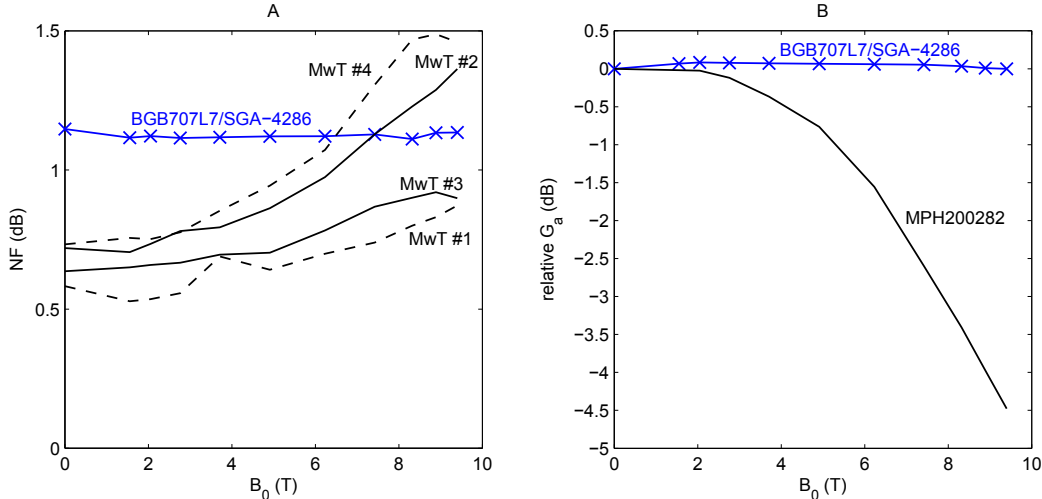 A
1.5
1
0.5
0
NF (dB)
MwT #4
MwT #2
BGB707L7/SGA−4286
MwT #3
MwT #1
0
2
4
6
8
10
B0 (T)
B
0.5
0
−0.5
−1
−1.5
−2
−2.5
−3
−3.5
−4
−4.5
−5
relative Ga (dB)
BGB707L7/SGA−4286
MPH200282
0
2
4
6
8
10
B0 (T)